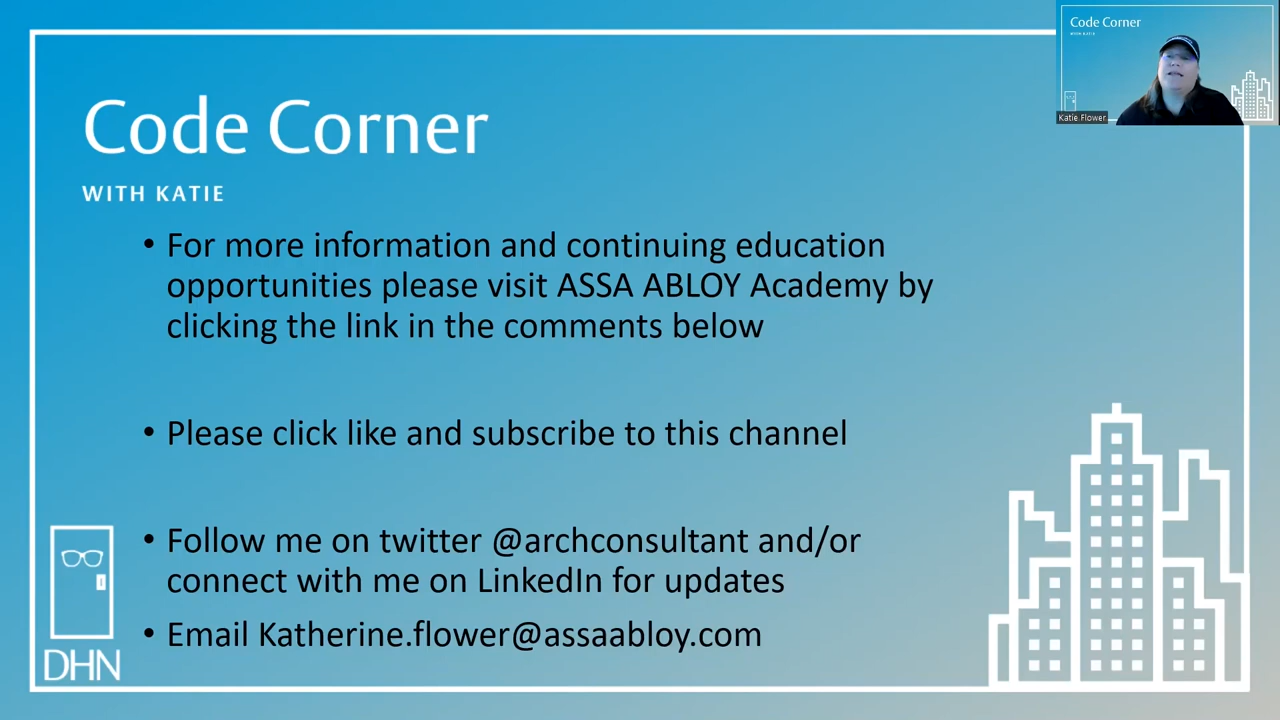 Code Corner
WITH KATIE
• For more information and continuing education
opportunities please visit ASSA ABLOY Academy by
clicking the link in the comments below
• Please click like and subscribe to this channel
• Follow me on twitter @archconsultant and/or
connect with me on LinkedIn for updates
• Email Katherine.flower@assaabloy.com
DHN
Code Corner
WITH KATIE
Katie Flower